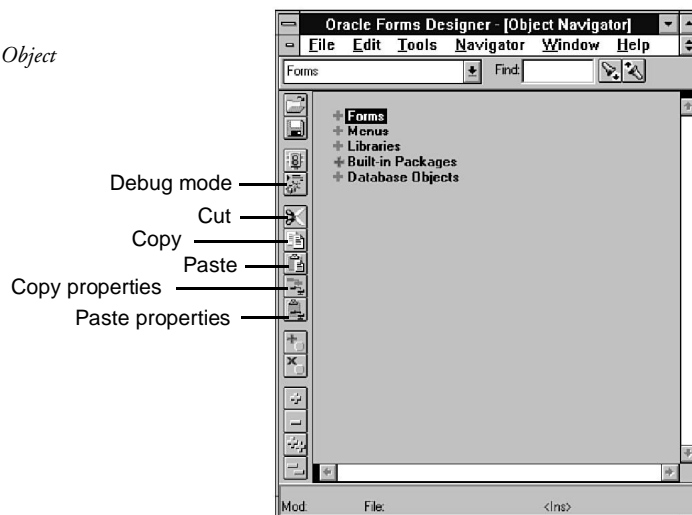 Object
Oracle Forms Designer - [Object Navigator]
File Edit Tools Navigator Window Help
Forms
Find:
Forms
Menus
Libraries
Built-in Packages
Database Objects
Debug mode
Cut
Copy
Paste
Copy properties
Paste properties
Mod: File: <Ins>